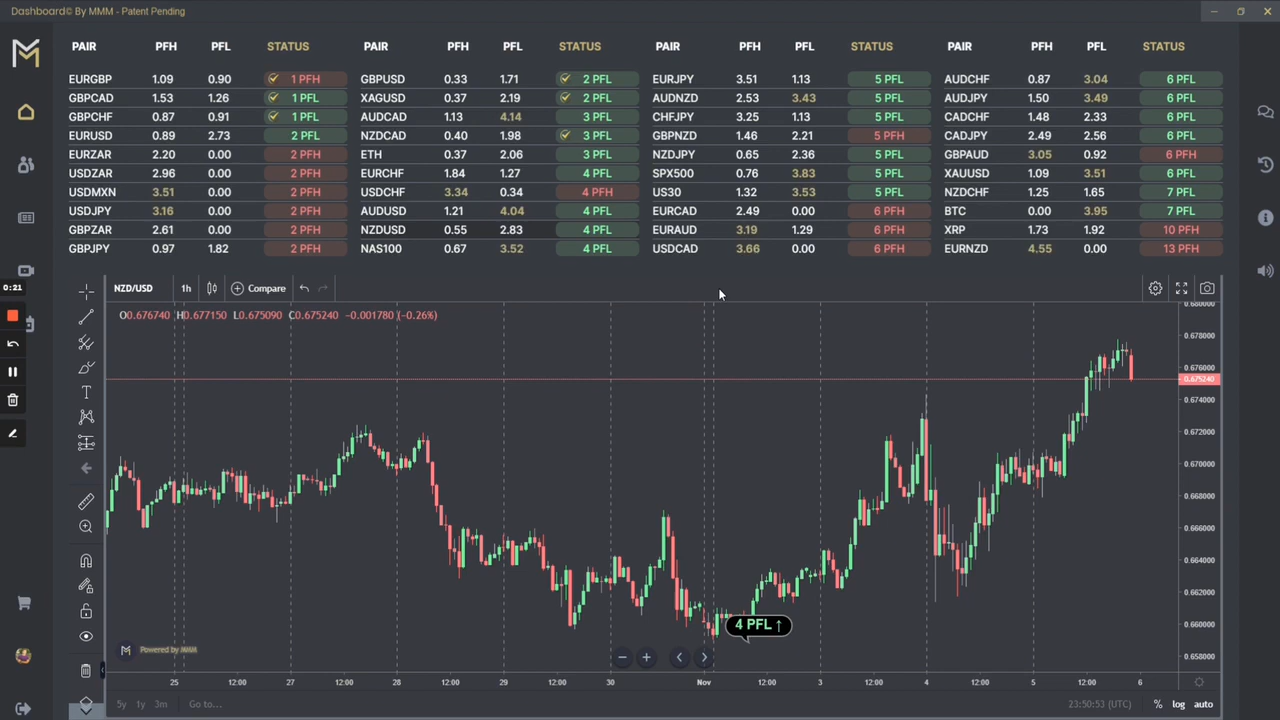 Dashboard© By MMM - Patent Pending
PAIR PFH PFL STATUS PAIR PFH PFL STATUS PAIR PFH PFL STATUS PAIR PFH PFL STATUS
EURGBP 1.09 0.90 1 PFH GBPUSD 0.33 1.71 2 PFL EURJPY 3.51 1.13 5 PFL AUDCHF 0.87 3.04 6 PFL
GBPCAD 1.53 1.26 1 PFL XAGUSD 0.37 2.19 2 PFL AUDNZD 2.53 3.43 5 PFL AUDJPY 1.50 3.49 6 PFL
GBPCHF 0.87 0.91 1 PFL AUDCAD 1.13 4.14 3 PFL CHFJPY 3.25 1.13 5 PFL CADCHF 1.48 2.33 6 PFL
EURUSD 0.89 2.73 2 PFL NZDCAD 0.40 1.98 3 PFL GBPNZD 1.46 2.21 5 PFH CADJPY 2.49 2.56 6 PFL
EURZAR 2.20 0.00 2 PFH ETH 0.37 2.06 3 PFL NZDJPY 0.65 2.36 5 PFL GBPAUD 3.05 0.92 6 PFH
USDZAR 2.96 0.00 2 PFH EURCHF 1.84 1.27 4 PFL SPX500 0.76 3.83 5 PFL XAUUSD 1.09 3.51 6 PFL
USDMXN 3.51 0.00 2 PFH USDCHF 3.34 0.34 4 PFH US30 1.32 3.53 5 PFL NZDCHF 1.25 1.65 7 PFL
USDJPY 3.16 0.00 2 PFH AUDUSD 1.21 4.04 4 PFL EURCAD 2.49 0.00 6 PFH BTC 0.00 3.95 7 PFL
GBPZAR 2.61 0.00 2 PFH NZDUSD 0.55 2.83 4 PFL EURAUD 3.19 1.29 6 PFH XRP 1.73 1.92 10 PFH
GBPJPY 0.97 1.82 2 PFH NAS100 0.67 3.52 4 PFL USDCAD 3.66 0.00 6 PFH EURNZD 4.55 0.00 13 PFH
0:21
NZD/USD 1h Compare
O0.676740 H0.677150 L0.675090 C0.675240 -0.001780 (-0.26%)
0.680000
0.678000
0.676000
0.675240
0.674000
0.672000
0.670000
0.668000
0.666000
0.664000
0.662000
0.660000
0.658000
4 PFL ↑
Powered by MMM
25 12:00 27 12:00 28 12:00 29 12:00 30 Nov 12:00 3 12:00 4 12:00 5 12:00 6
5y 1y 3m Go to... 23:50:53 (UTC) % log auto